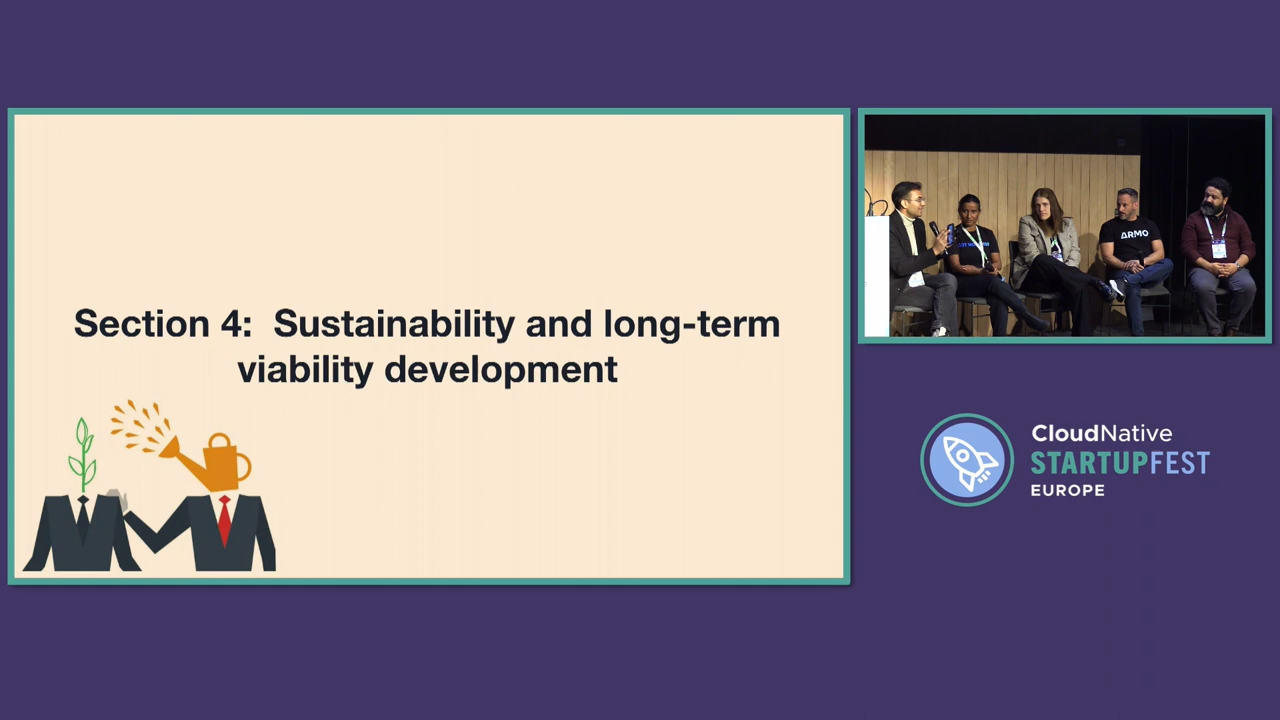 Section 4:  Sustainability and long-term
viability development
ARMO
CloudNative
STARTUPFEST
EUROPE